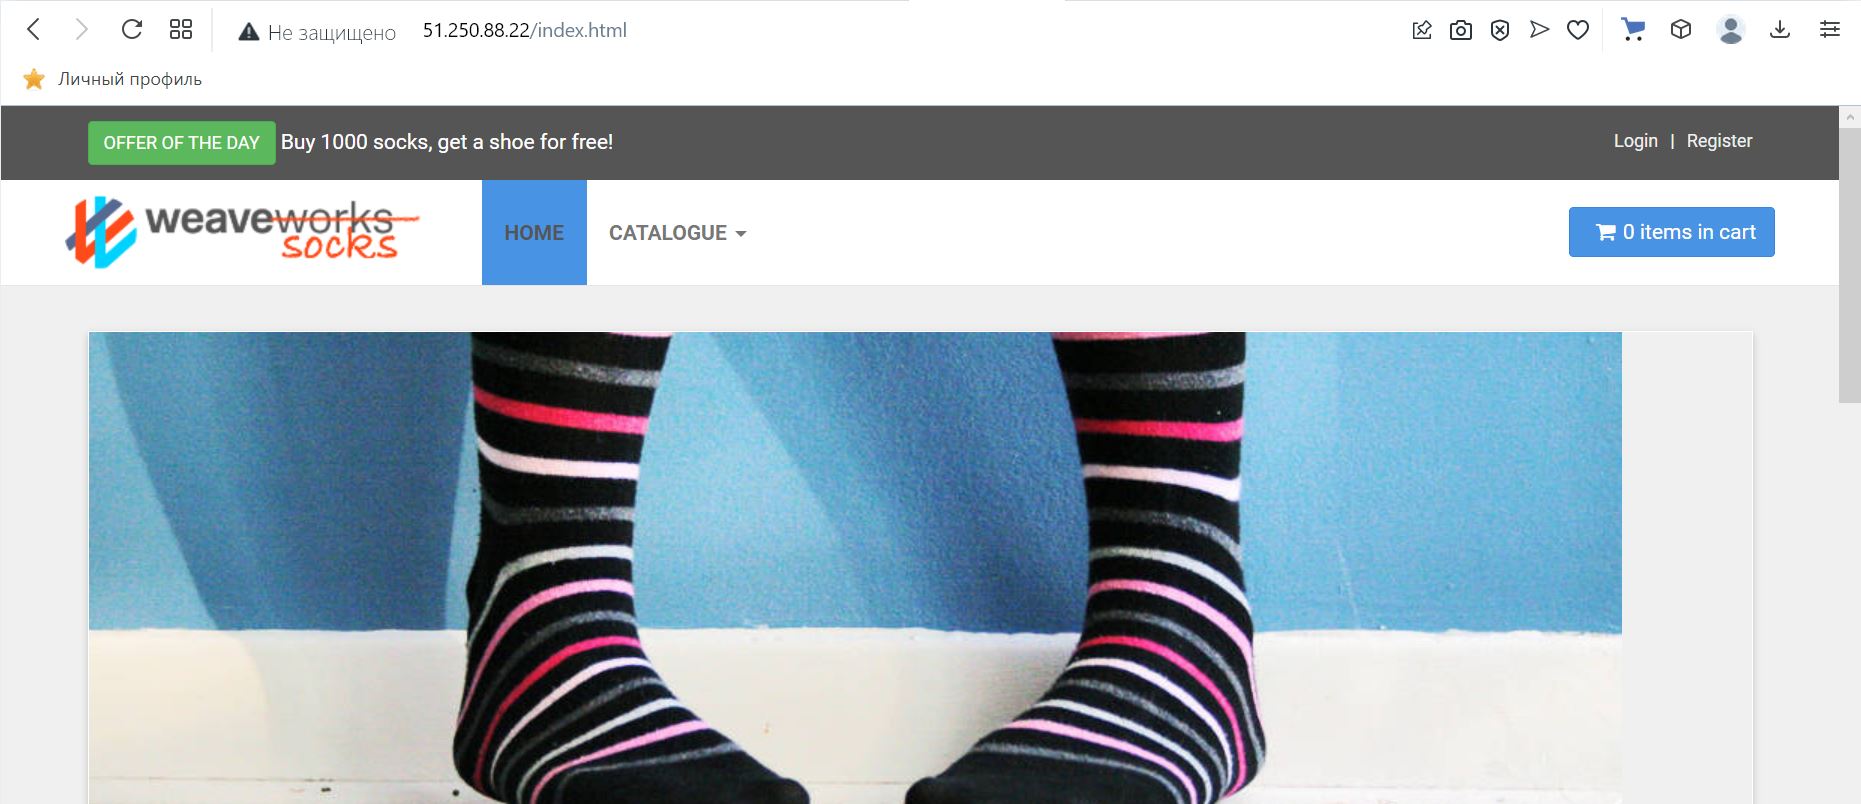 Не защищено 51.250.88.22/index.html
Личный профиль
OFFER OF THE DAY Buy 1000 socks, get a shoe for free! Login | Register
weaveworks
socks
HOME CATALOGUE 0 items in cart